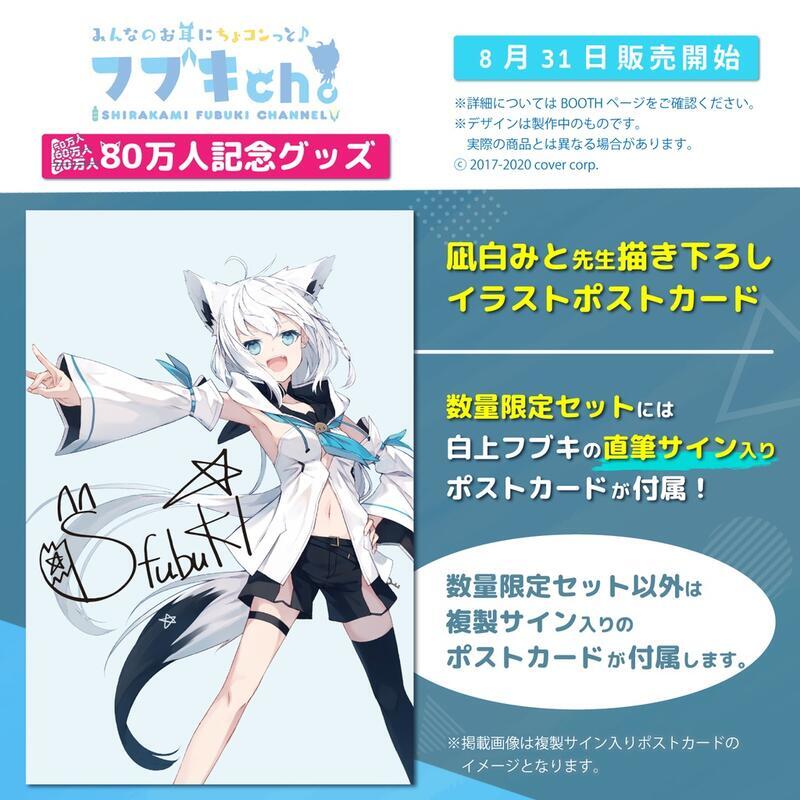 みんなのお耳にちょコンっと♪
フブキch!
SHIRAKAMI FUBUKI CHANNEL
50万人
60万人
70万人
80万人記念グッズ
8月31日販売開始
※詳細についてはBOOTHページをご確認ください。
※デザインは製作中のものです。
実際の商品とは異なる場合があります。
© 2017-2020 cover corp.
凪白みと先生描き下ろし
イラストポストカード
数量限定セットには
白上フブキの直筆サイン入り
ポストカードが付属！
Sfubuki
数量限定セット以外は
複製サイン入りの
ポストカードが付属します。
※掲載画像は複製サイン入りポストカードの
イメージとなります。